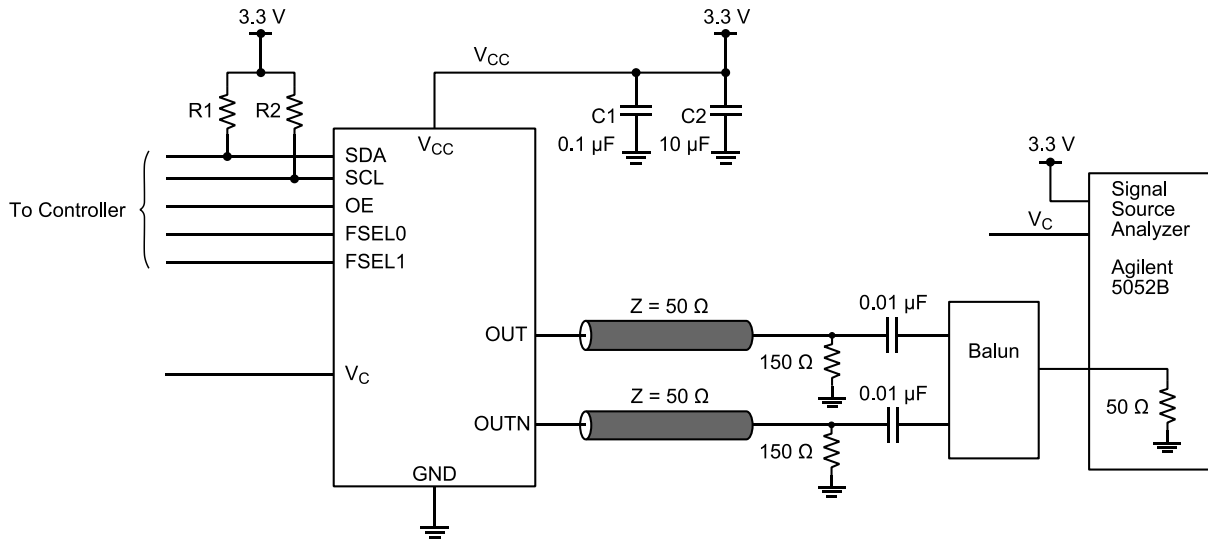 3.3 V
3.3 V
VCC
R1
R2
C1
C2
0.1 µF
10 µF
VCC
SDA
SCL
OE
FSEL0
FSEL1
To Controller
3.3 V
VC
Signal
Source
Analyzer
Agilent
5052B
Z = 50 Ω
0.01 µF
OUT
Balun
150 Ω
VC
Z = 50 Ω
0.01 µF
50 Ω
OUTN
150 Ω
GND